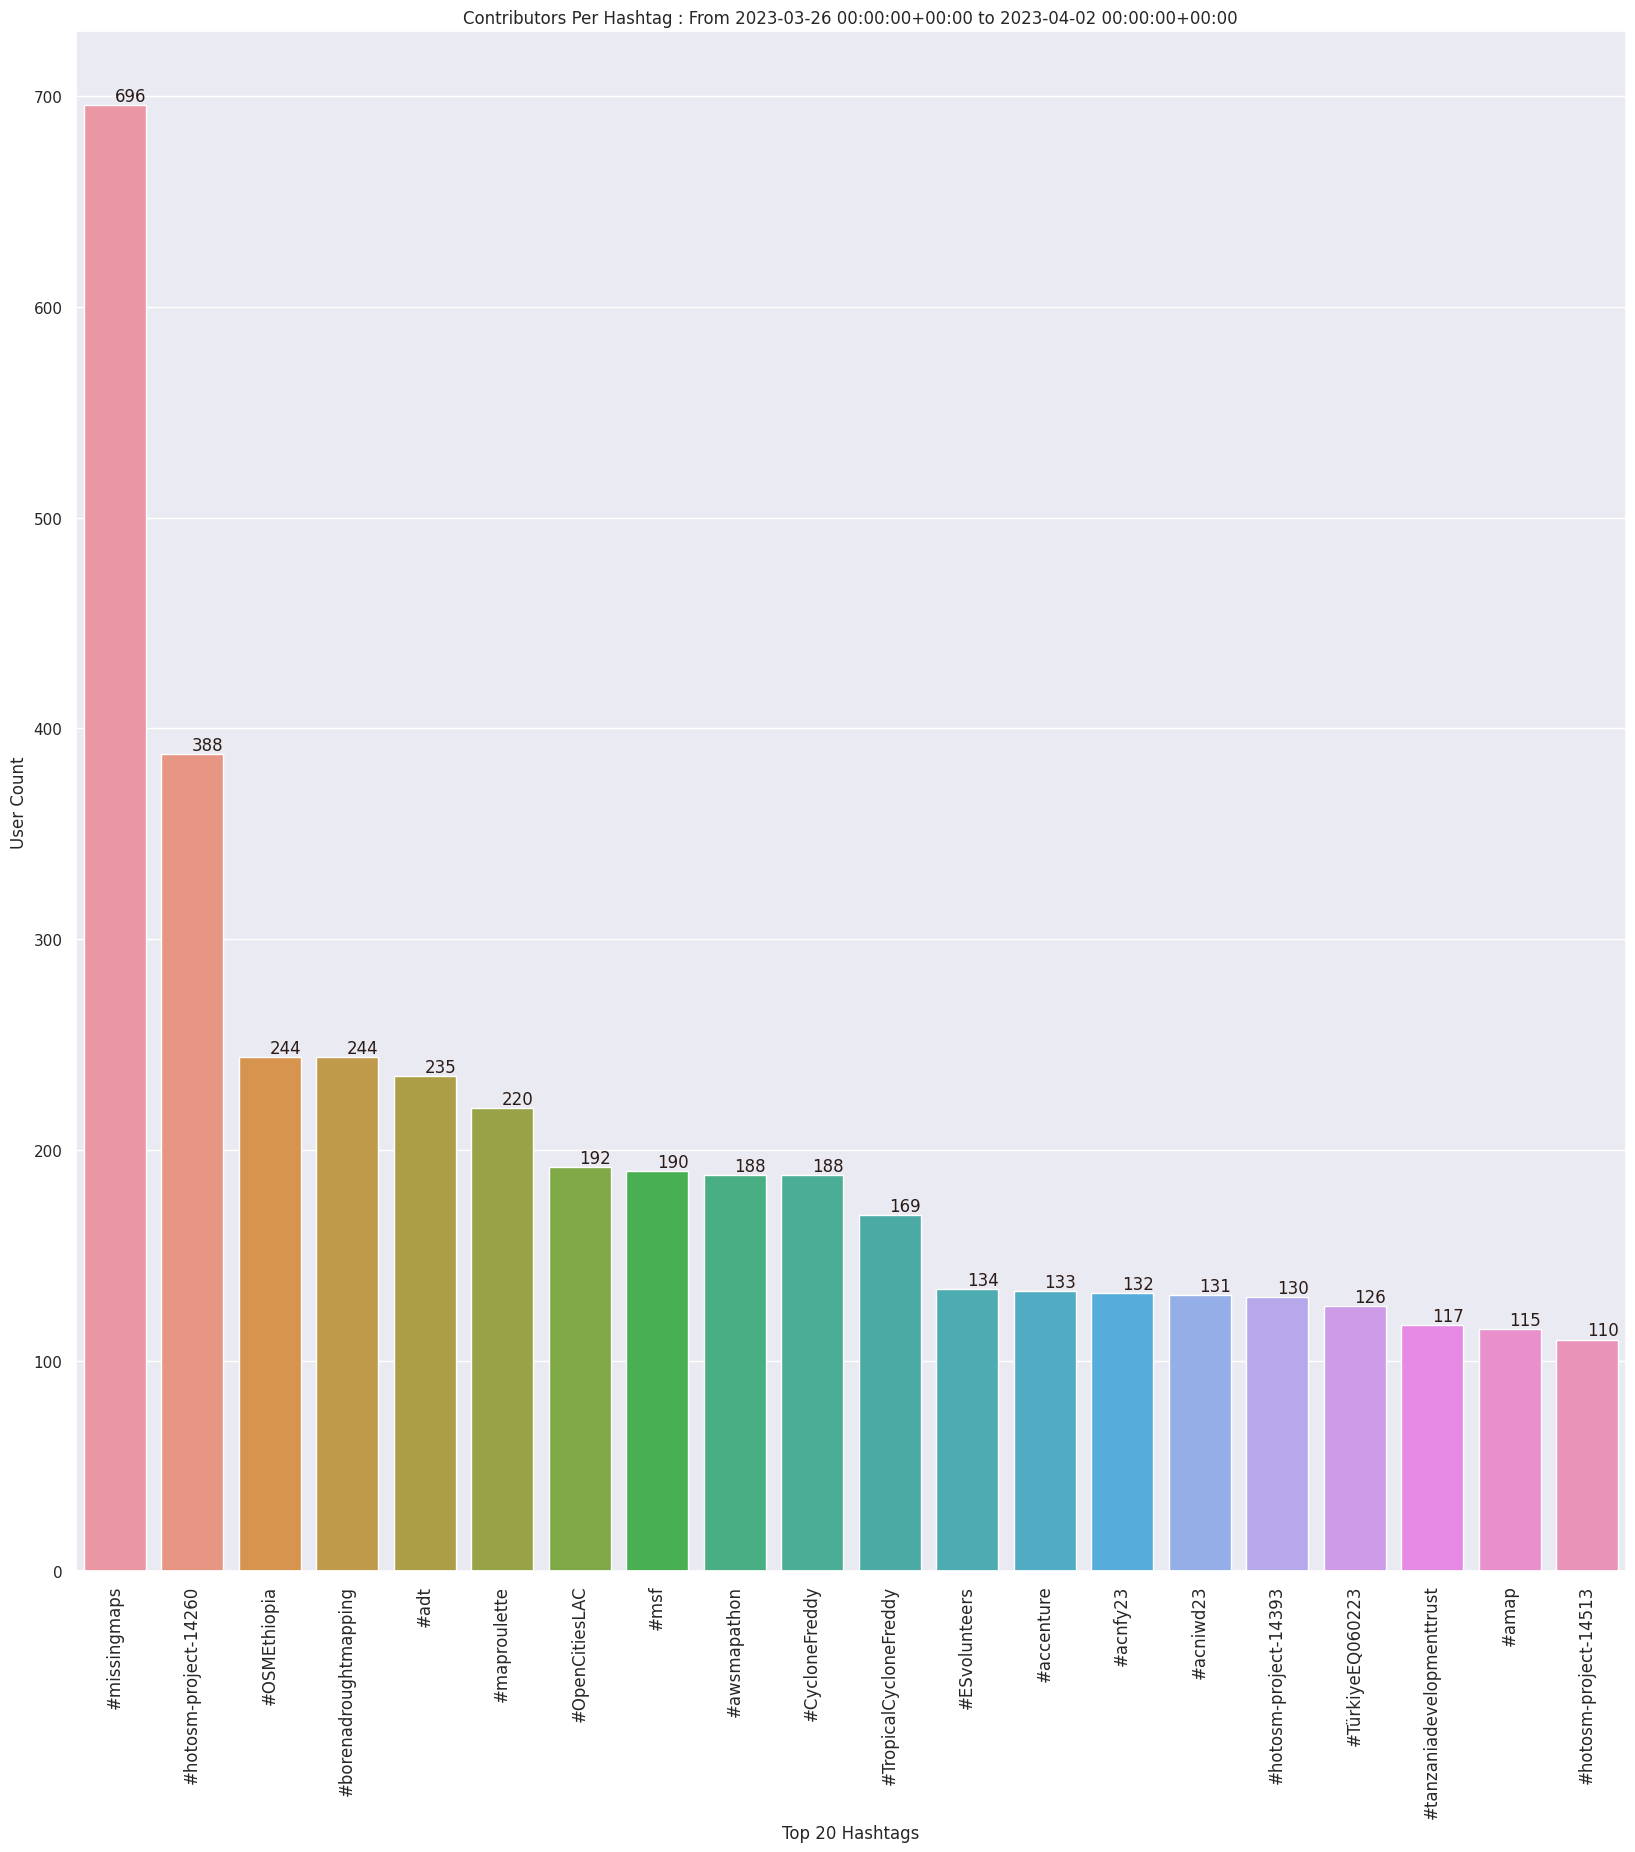 Contributors Per Hashtag : From 2023-03-26 00:00:00+00:00 to 2023-04-02 00:00:00+00:00
User Count
700
600
500
400
300
200
100
0
696
388
244
244
235
220
192
190
188
188
169
134
133
132
131
130
126
117
115
110
#missingmaps
#hotosm-project-14260
#OSMEthiopia
#borenadroughtmapping
#adt
#maproulette
#OpenCitiesLAC
#msf
#awsmapathon
#CycloneFreddy
#TropicalCycloneFreddy
#ESvolunteers
#accenture
#acnfy23
#acniwd23
#hotosm-project-14393
#TürkiyeEQ060223
#tanzaniadevelopmenttrust
#amap
#hotosm-project-14513
Top 20 Hashtags